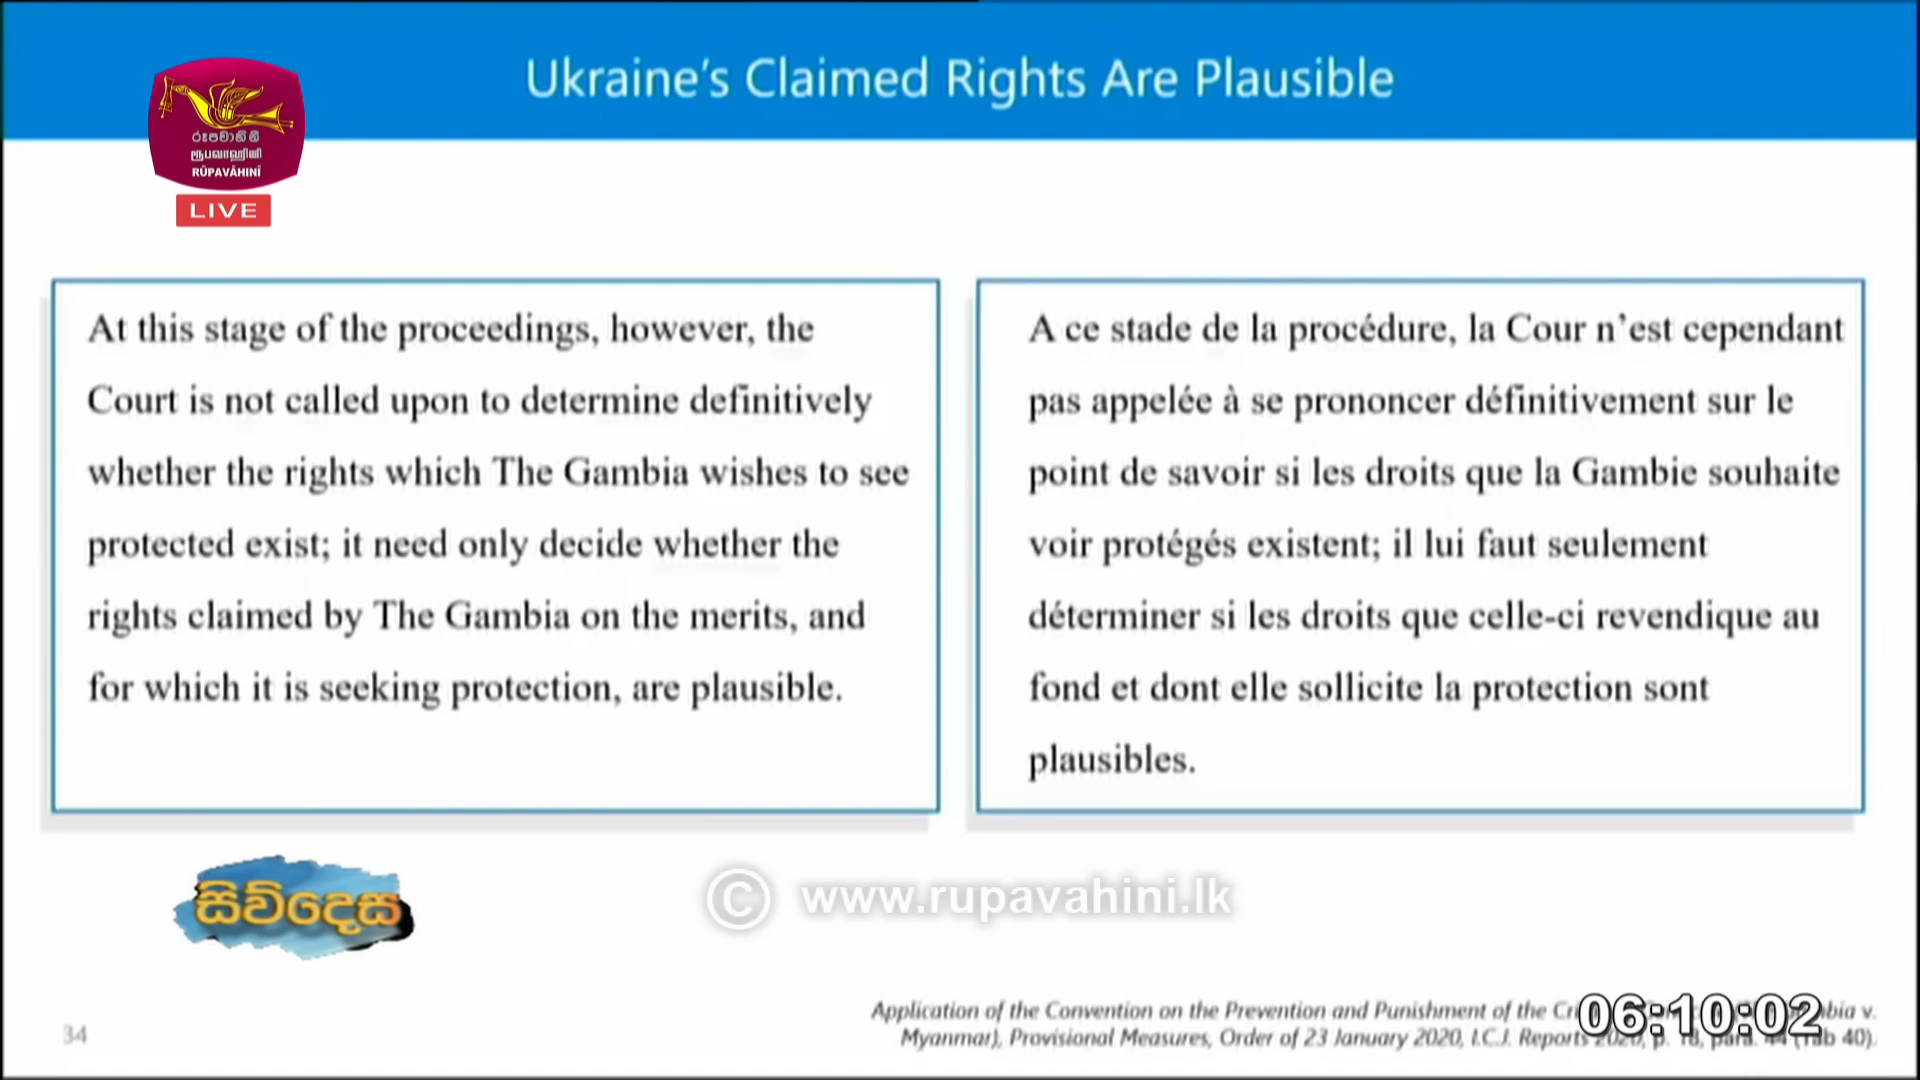 Ukraine's Claimed Rights Are Plausible
රූපවාහිනී
ரூபவாஹினி
RŪPAVĀHINĪ
LIVE
At this stage of the proceedings, however, the
Court is not called upon to determine definitively
whether the rights which The Gambia wishes to see
protected exist; it need only decide whether the
rights claimed by The Gambia on the merits, and
for which it is seeking protection, are plausible.
A ce stade de la procédure, la Cour n’est cependant
pas appelée à se prononcer définitivement sur le
point de savoir si les droits que la Gambie souhaite
voir protégés existent; il lui faut seulement
déterminer si les droits que celle-ci revendique au
fond et dont elle sollicite la protection sont
plausibles.
සිව්දෙස
© www.rupavahini.lk
34
Application of the Convention on the Prevention and Punishment of the v.
Myanmar), Provisional Measures, Order of 23 January 2020, I.C.J. Reports 2020, p. 18, para. 44 (Tab 40).
06:10:02